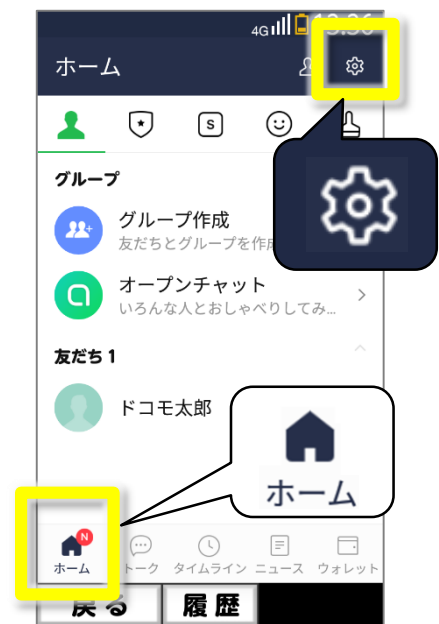 4G 13:36
ホーム
S
グループ
グループ作成
友だちとグループを作成
オープンチャット
いろんな人とおしゃべりしてみ...
友だち 1
ドコモ太郎
ホーム
N
ホーム
トーク
タイムライン
ニュース
ウォレット
戻る
履歴